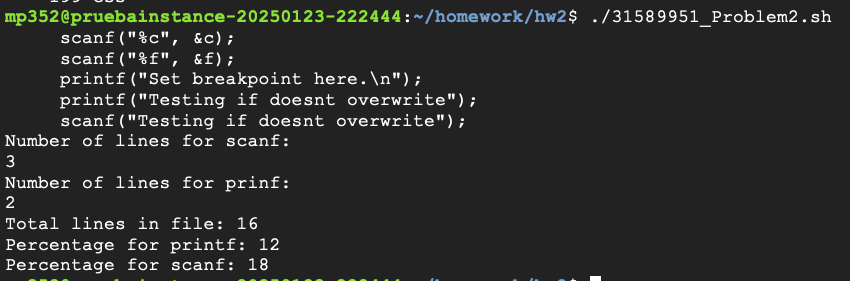 mp352@pruebainstance-20250123-222444:~/homework/hw2$ ./31589951_Problem2.sh
scanf("%c", &c);
scanf("%f", &f);
printf("Set breakpoint here.\n");
printf("Testing if doesnt overwrite");
scanf("Testing if doesnt overwrite");
Number of lines for scanf:
3
Number of lines for prinf:
2
Total lines in file: 16
Percentage for printf: 12
Percentage for scanf: 18